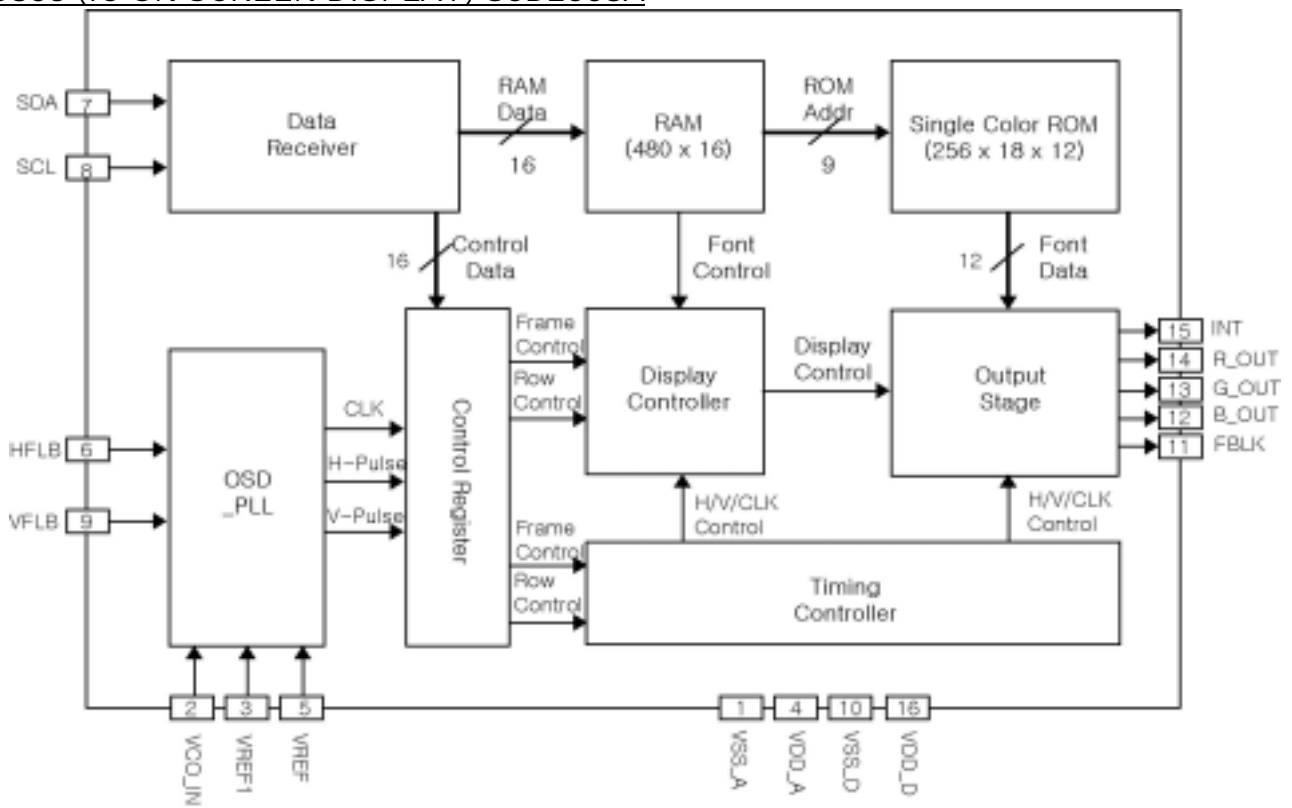 SDA
7
SCL
8
Data
Receiver
RAM
Data
16
RAM
(480 x 16)
ROM
Addr
9
Single Color ROM
(256 x 18 x 12)
16
Control
Data
Font
Control
12
Font
Data
HFLB
6
VFLB
9
OSD
_PLL
CLK
H-Pulse
V-Pulse
Control Register
Frame
Control
Row
Control
Frame
Control
Row
Control
Display
Controller
Display
Control
Output
Stage
15
INT
14
R_OUT
13
G_OUT
12
B_OUT
11
FBLK
H/V/CLK
Control
H/V/CLK
Control
Timing
Controller
2
3
5
VCO_IN
VREF1
VREF
1
4
10
16
VSS_A
VDD_A
VSS_D
VDD_D